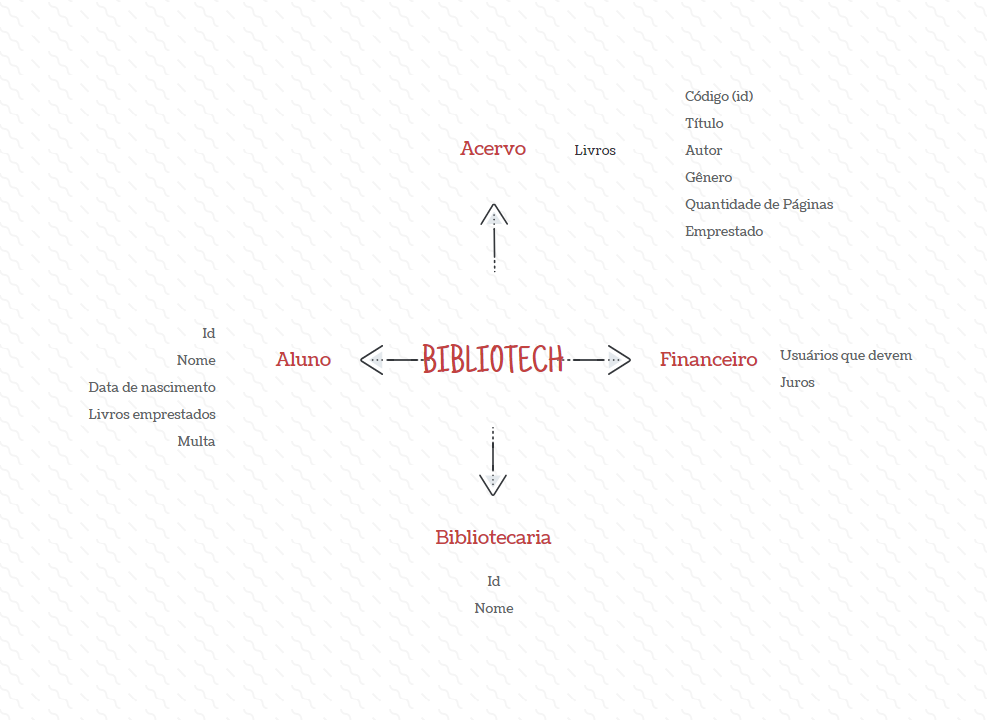 Acervo
Livros
Código (id)
Título
Autor
Gênero
Quantidade de Páginas
Emprestado
Id
Nome
Data de nascimento
Livros emprestados
Multa
Aluno
BIBLIOTECH
Financeiro
Usuários que devem
Juros
Bibliotecaria
Id
Nome